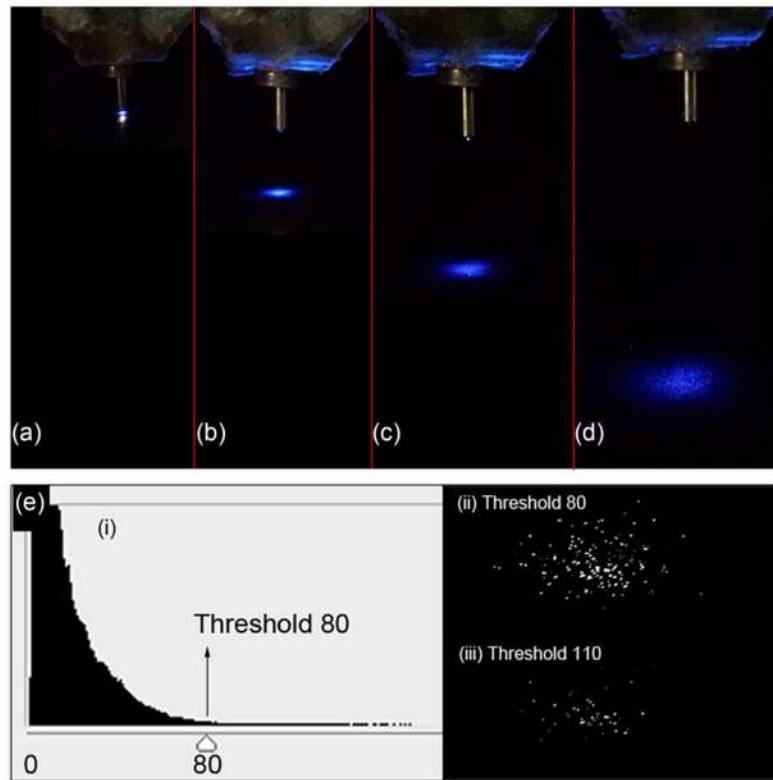 (a)
(b)
(c)
(d)
(e)
(i)
Threshold 80
0
80
(ii) Threshold 80
(iii) Threshold 110